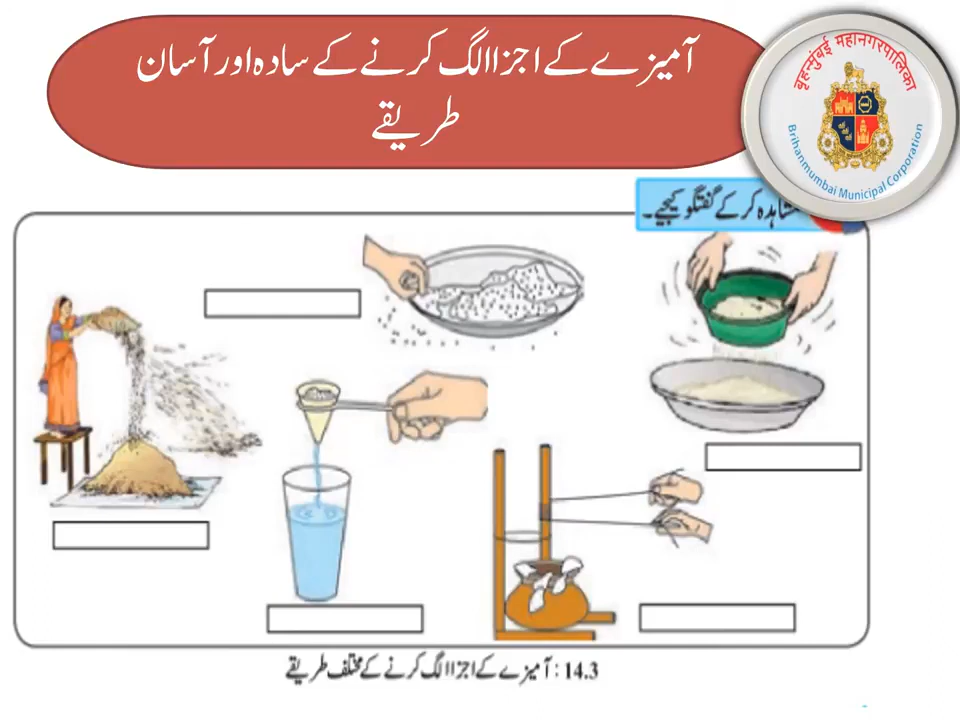 آمیزے کے اجزا الگ کرنے کے سادہ اور آسان
طریقے
बृहन्मुंबई महानगरपालिका
Brihanmumbai Municipal Corporation
مشاہدہ کر کے گفتگو کیجیے۔
14.3 : آمیزے کے اجزا الگ کرنے کے مختلف طریقے